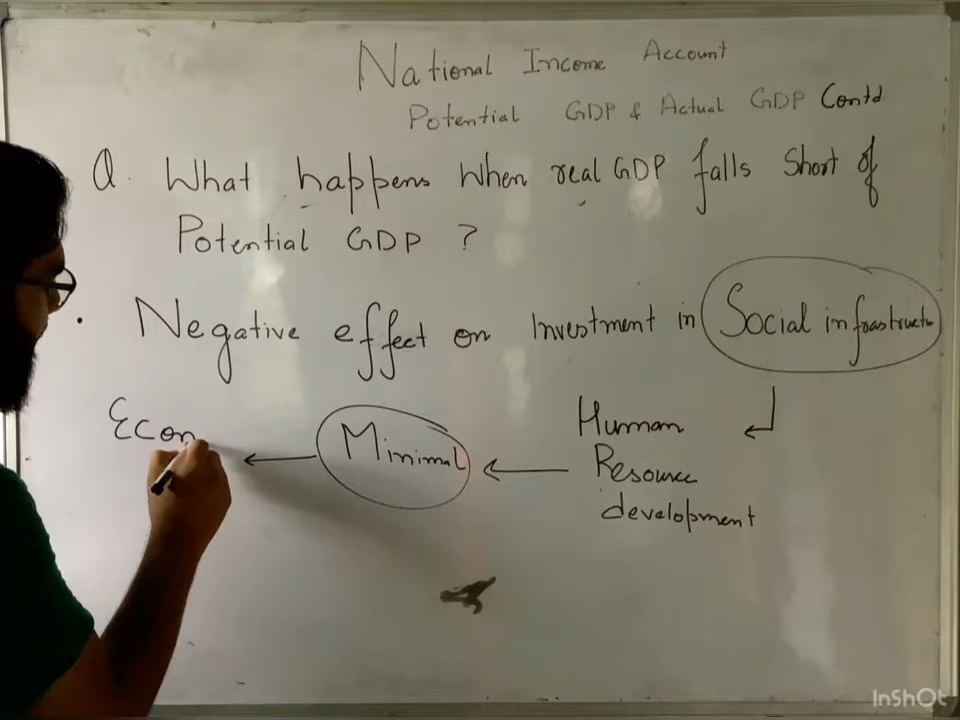 National Income Account
Potential GDP & Actual GDP Contd
Q. What happens when real GDP falls short of
Potential GDP ?
. Negative effect on Investment in Social infrastructu
Human
Resource
development
Minimal
Econ
InShOt